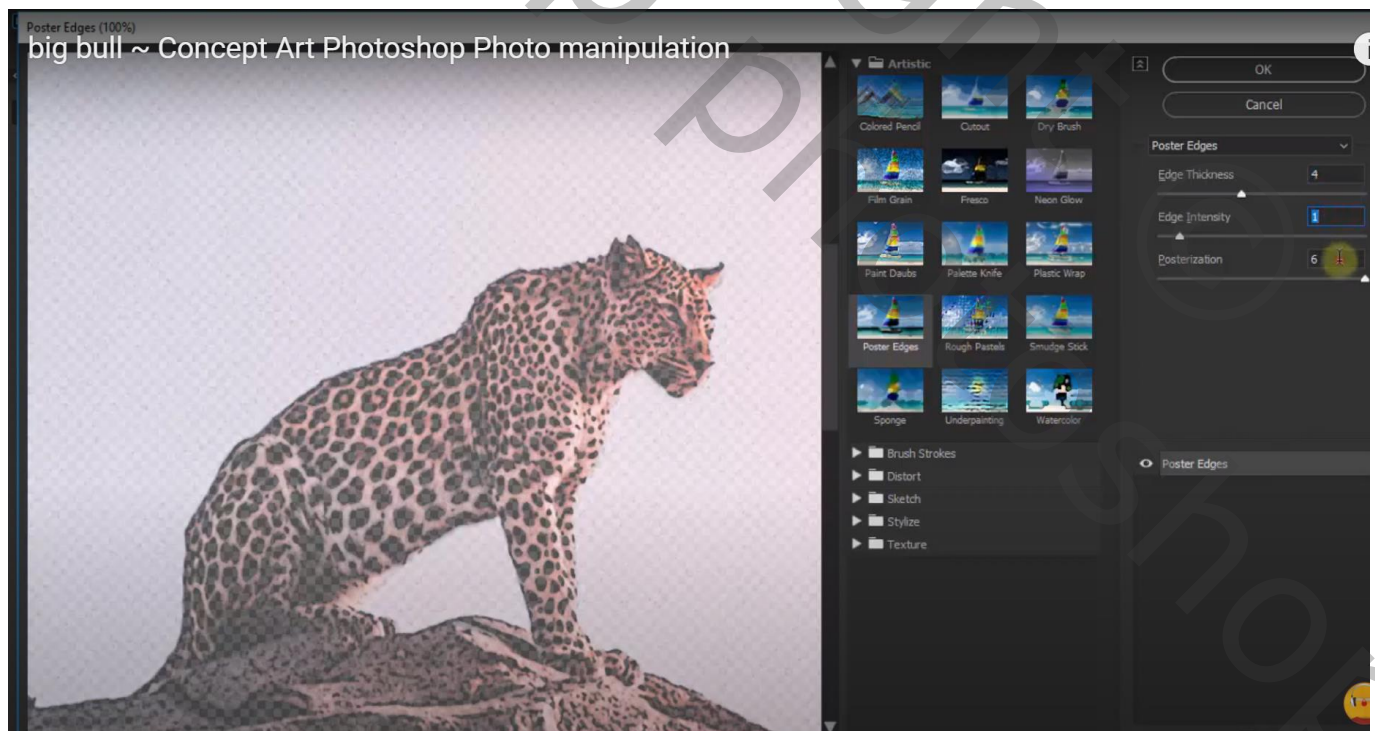 Poster Edges (100%)
big bull ~ Concept Art Photoshop Photo manipulation
Artistic
Colored Pencil
Cutout
Dry Brush
Film Grain
Fresco
Neon Glow
Paint Daubs
Palette Knife
Plastic Wrap
Poster Edges
Rough Pastels
Smudge Stick
Sponge
Underpainting
Watercolor
Brush Strokes
Distort
Sketch
Stylize
Texture
OK
Cancel
Poster Edges
Edge Thickness 4
Edge Intensity 1
Posterization 6
Poster Edges